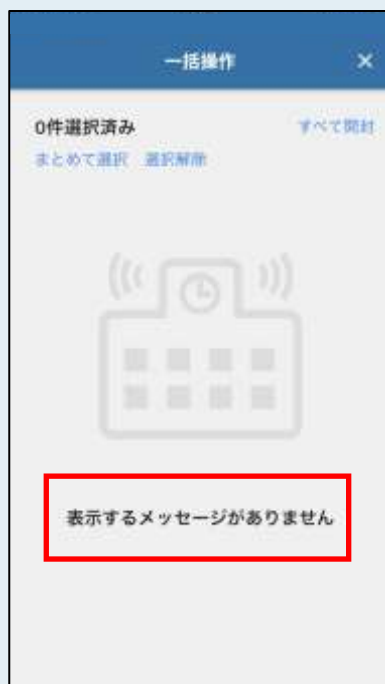 一括操作 ×
0件選択済み すべて開封
まとめて選択 選択解除
表示するメッセージがありません